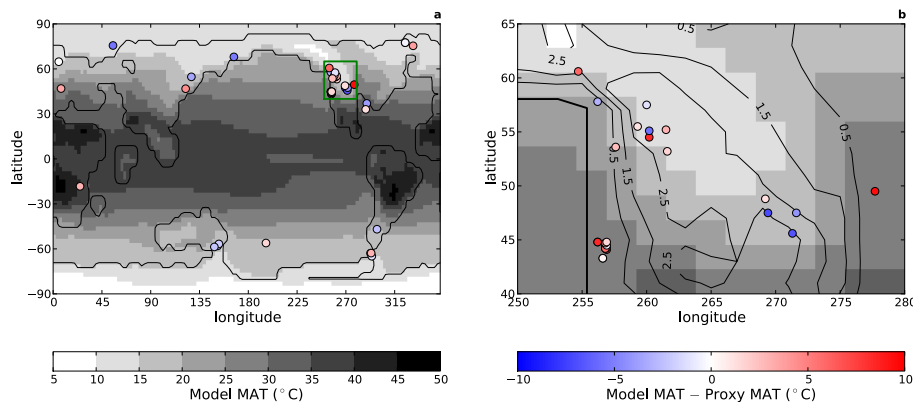 a
90
60
30
0
−30
−60
−90
latitude
0 45 90 135 180 225 270 315
longitude
5 10 15 20 25 30 35 40 45 50
Model MAT (°C)
b
65
60
55
50
45
40
latitude
0.5
2.5
1.5
0.5
0.5
1.5
2.5
2.5
250 255 260 265 270 275 280
longitude
−10 −5 0 5 10
Model MAT − Proxy MAT (°C)